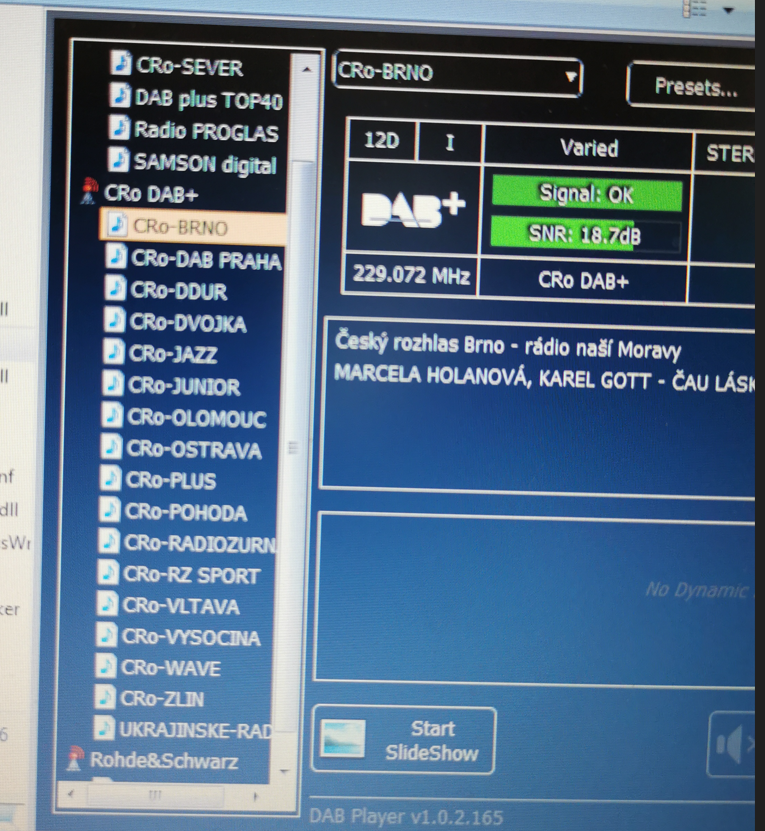 CRo-SEVER
DAB plus TOP40
Radio PROGLAS
SAMSON digital
CRo DAB+
CRo-BRNO
CRo-DAB PRAHA
CRo-DDUR
CRo-DVOJKA
CRo-JAZZ
CRo-JUNIOR
CRo-OLOMOUC
CRo-OSTRAVA
CRo-PLUS
CRo-POHODA
CRo-RADIOZURN
CRo-RZ SPORT
CRo-VLTAVA
CRo-VYSOCINA
CRo-WAVE
CRo-ZLIN
UKRAJINSKE-RAD
Rohde&Schwarz
CRo-BRNO
Presets...
12D I Varied STER
DAB+
Signal: OK
SNR: 18.7dB
229.072 MHz CRo DAB+
Český rozhlas Brno - rádio naší Moravy
MARCELA HOLANOVÁ, KAREL GOTT - ČAU LÁSK
No Dynamic
Start
SlideShow
DAB Player v1.0.2.165
ll
ll
nf
dll
sWr
ker
6